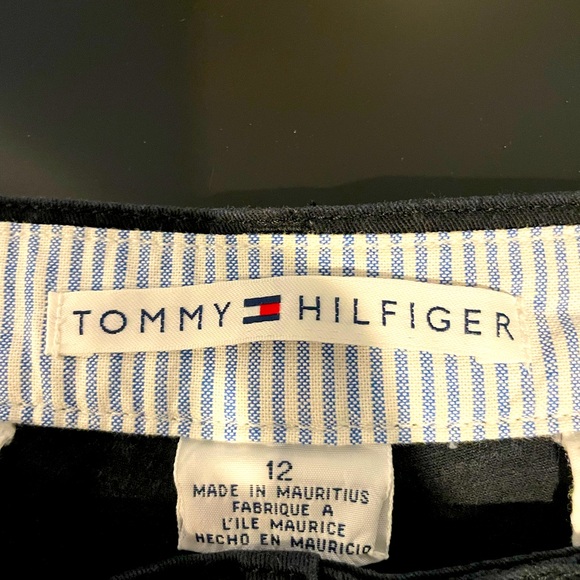 TOMMY HILFIGER
12
MADE IN MAURITIUS
FABRIQUE A
L'ILE MAURICE
HECHO EN MAURICIO